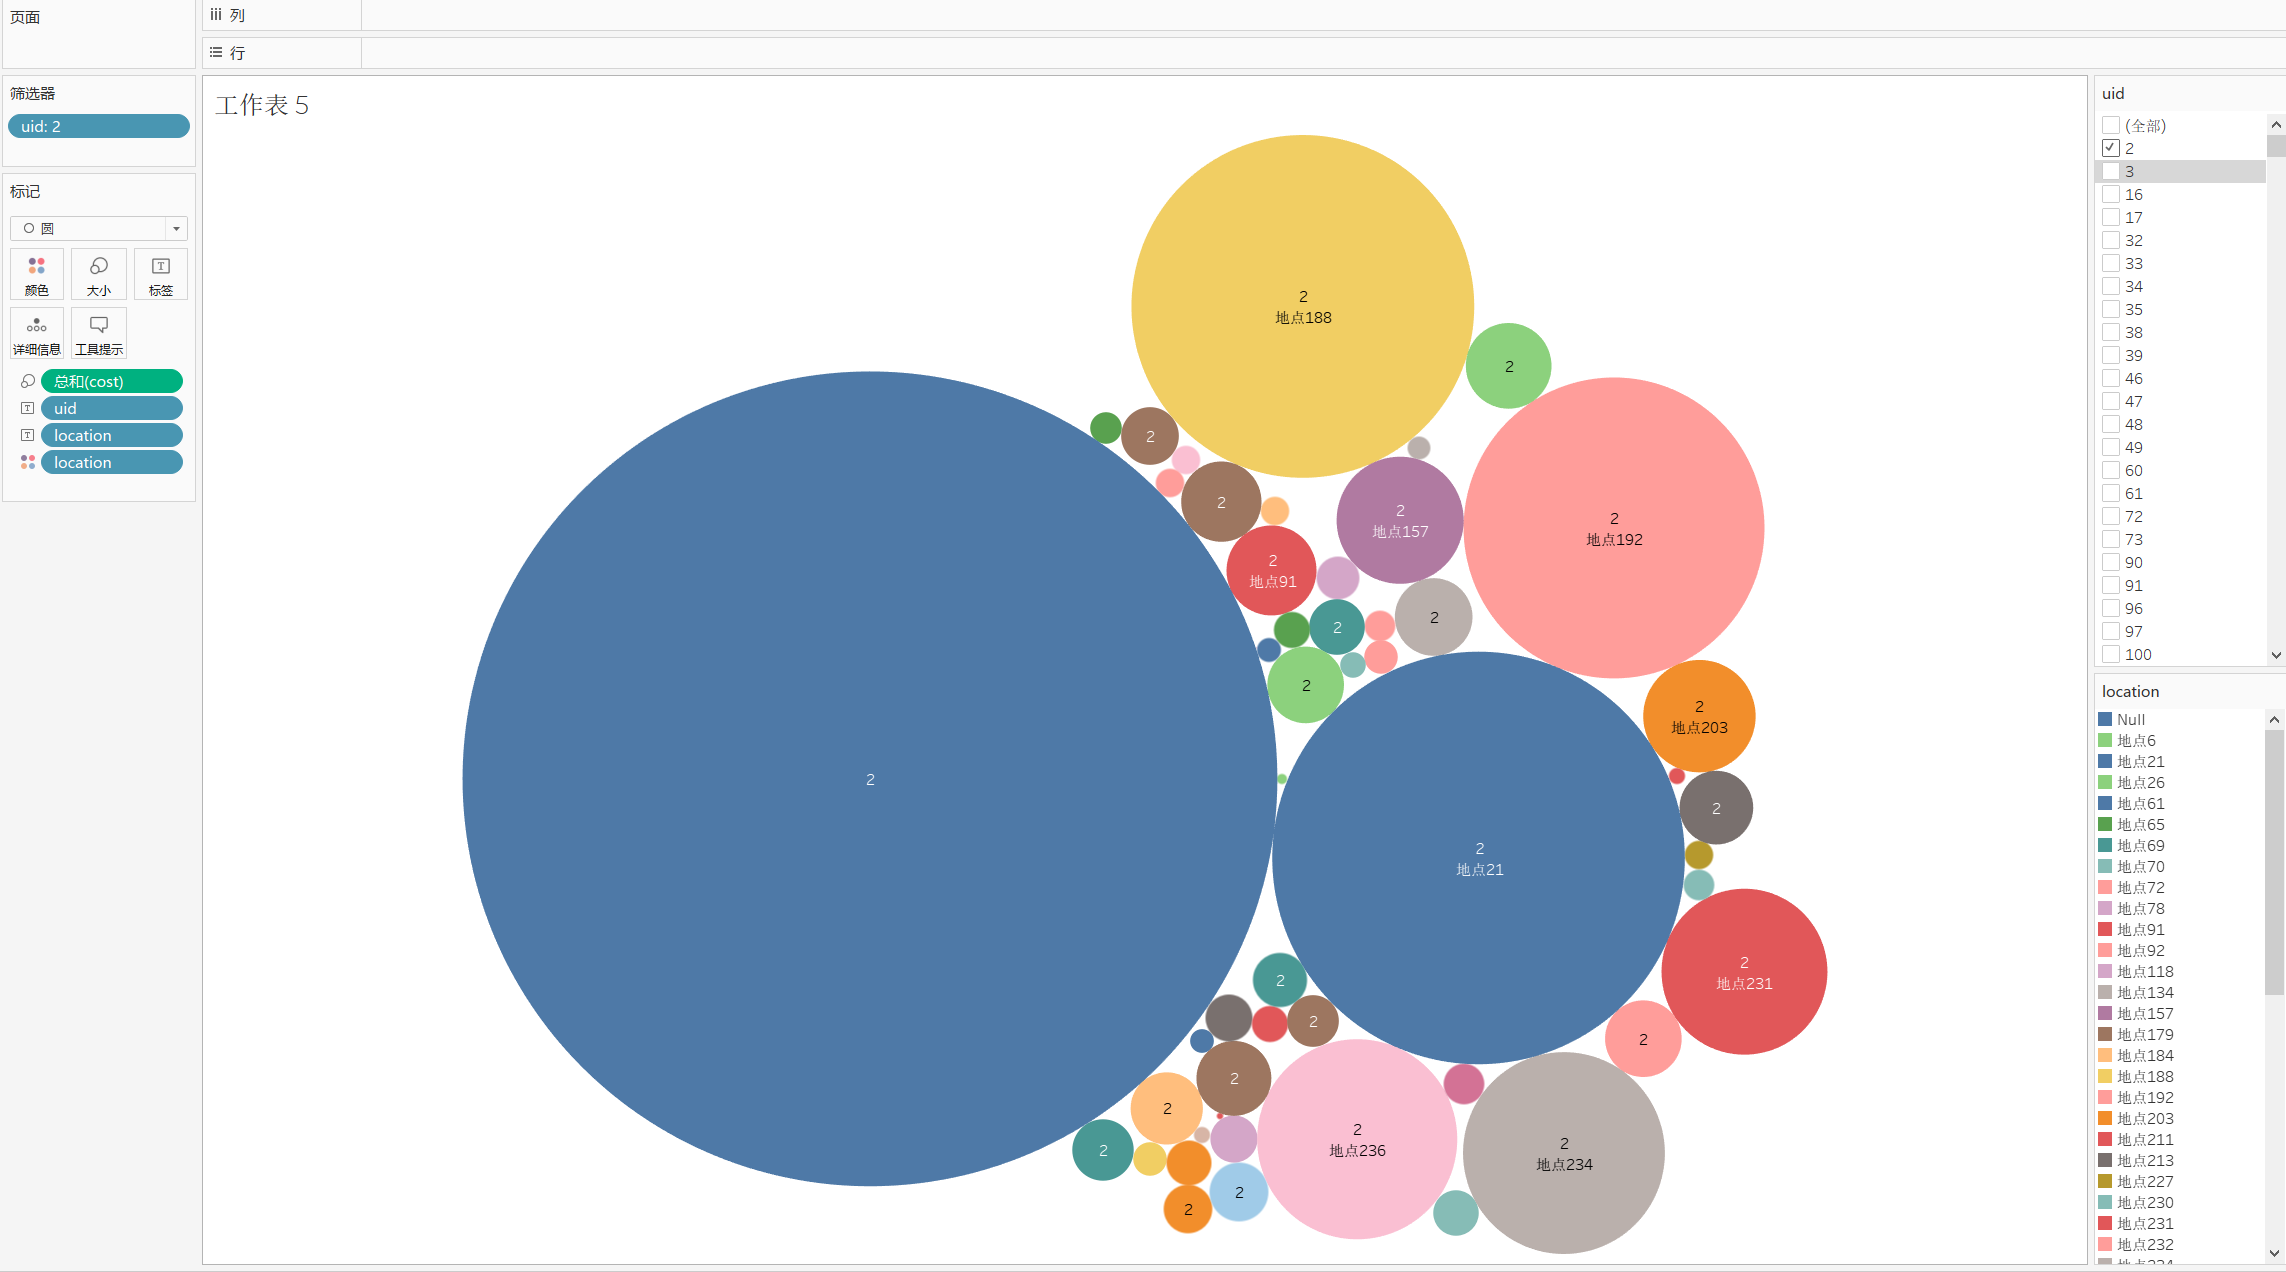 页面
列
行
筛选器
uid: 2
标记
圆
颜色
大小
标签
详细信息
工具提示
总和(cost)
uid
location
location
工作表 5
2
地点188
2
2
2
地点192
2
2
地点157
2
地点91
2
2
2
2
地点203
2
2
2
地点21
2
地点231
2
2
2
2
2
2
2
地点236
2
地点234
2
2
2
uid
(全部)
2
3
16
17
32
33
34
35
38
39
46
47
48
49
60
61
72
73
90
91
96
97
100
location
Null
地点6
地点21
地点26
地点61
地点65
地点69
地点70
地点72
地点78
地点91
地点92
地点118
地点134
地点157
地点179
地点184
地点188
地点192
地点203
地点211
地点213
地点227
地点230
地点231
地点232